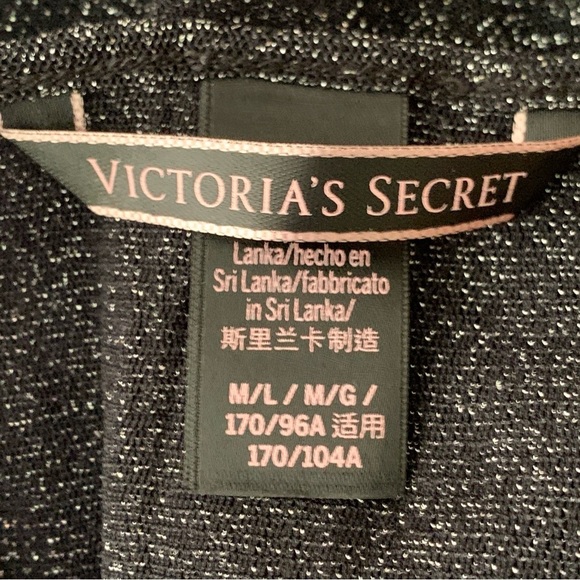 VICTORIA'S SECRET
Lanka/hecho en
Sri Lanka/fabbricato
in Sri Lanka/
斯里兰卡制造
M/L / M/G /
170/96A 适用
170/104A